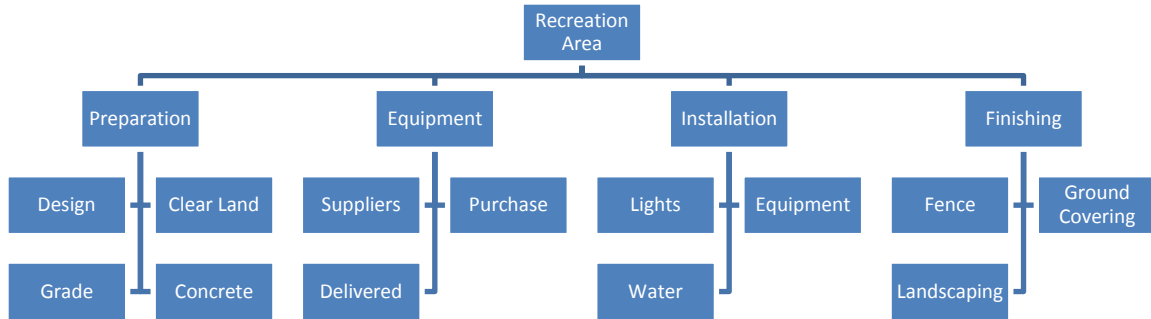 Recreation
Area
Preparation
Equipment
Installation
Finishing
Design
Clear Land
Suppliers
Purchase
Lights
Equipment
Fence
Ground
Covering
Grade
Concrete
Delivered
Water
Landscaping